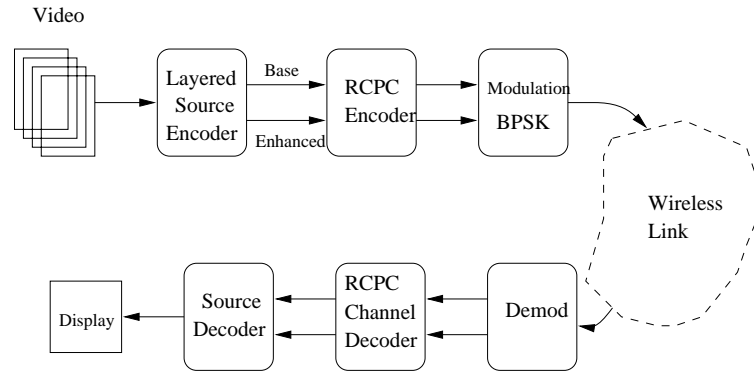 Video
Layered
Source
Encoder
Base
Enhanced
RCPC
Encoder
Modulation
BPSK
Wireless
Link
Display
Source
Decoder
RCPC
Channel
Decoder
Demod